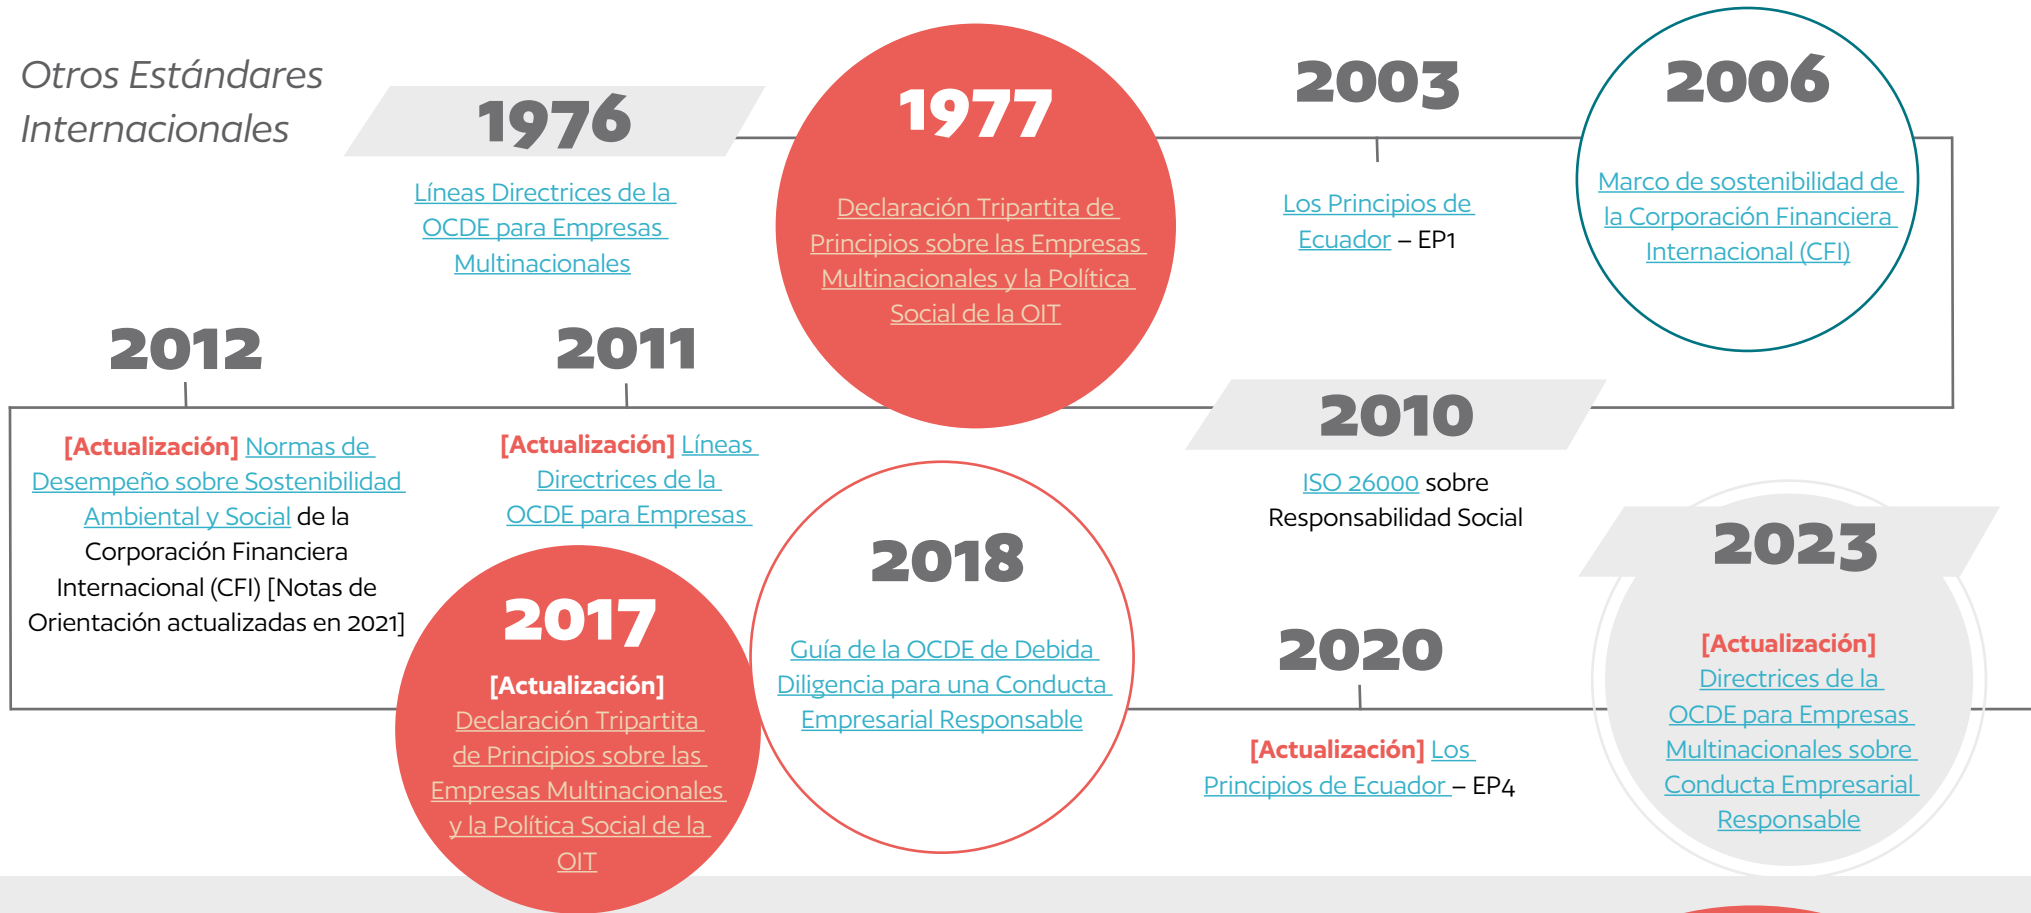 Otros Estándares
Internacionales
1976
Líneas Directrices de la
OCDE para Empresas
Multinacionales
1977
Declaración Tripartita de
Principios sobre las Empresas
Multinacionales y la Política
Social de la OIT
2003
Los Principios de
Ecuador – EP1
2006
Marco de sostenibilidad de
la Corporación Financiera
Internacional (CFI)
2012
[Actualización] Normas de
Desempeño sobre Sostenibilidad
Ambiental y Social de la
Corporación Financiera
Internacional (CFI) [Notas de
Orientación actualizadas en 2021]
2011
[Actualización] Líneas
Directrices de la
OCDE para Empresas
2010
ISO 26000 sobre
Responsabilidad Social
2017
[Actualización]
Declaración Tripartita
de Principios sobre las
Empresas Multinacionales
y la Política Social de la
OIT
2018
Guía de la OCDE de Debida
Diligencia para una Conducta
Empresarial Responsable
2020
[Actualización] Los
Principios de Ecuador – EP4
2023
[Actualización]
Directrices de la
OCDE para Empresas
Multinacionales sobre
Conducta Empresarial
Responsable